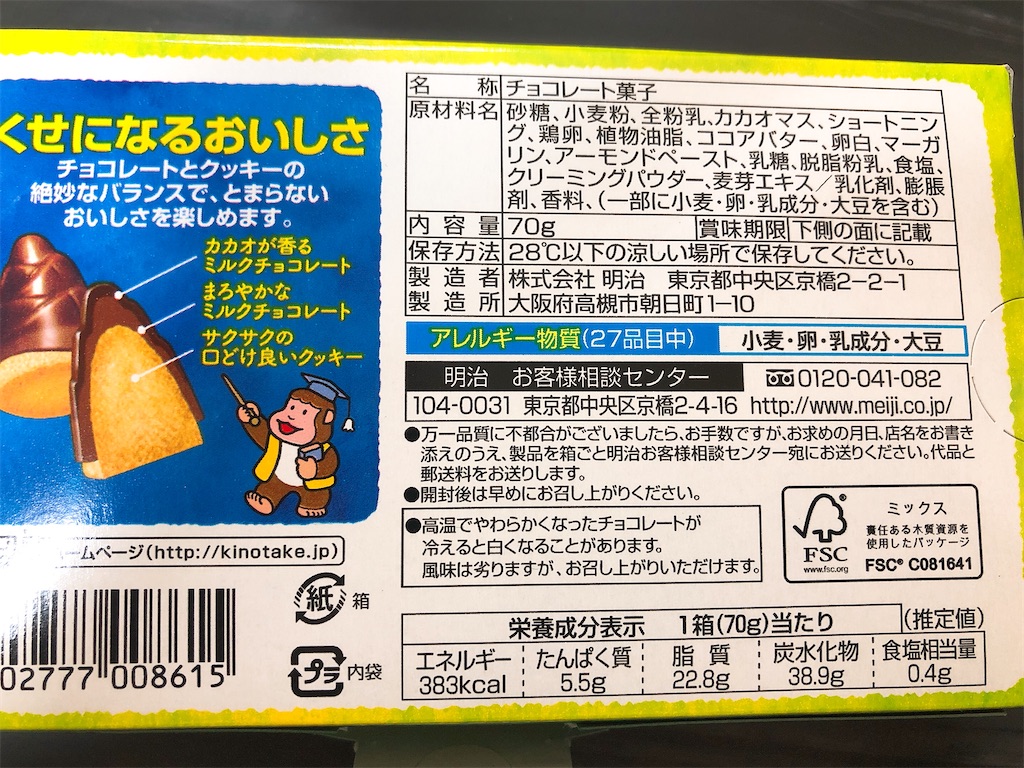 くせになるおいしさ
チョコレートとクッキーの
絶妙なバランスで、とまらない
おいしさを楽しめます。
カカオが香る
ミルクチョコレート
まろやかな
ミルクチョコレート
サクサクの
口どけ良いクッキー
ームページ(http://kinotake.jp)
紙 箱
プラ 内袋
02777 008615
名称 チョコレート菓子
原材料名 砂糖、小麦粉、全粉乳、カカオマス、ショートニン
グ、鶏卵、植物油脂、ココアバター、卵白、マーガ
リン、アーモンドペースト、乳糖、脱脂粉乳、食塩、
クリーミングパウダー、麦芽エキス／乳化剤、膨脹
剤、香料、(一部に小麦・卵・乳成分・大豆を含む)
内容量 70g 賞味期限 下側の面に記載
保存方法 28℃以下の涼しい場所で保存してください。
製造者 株式会社 明治 東京都中央区京橋2-2-1
製造所 大阪府高槻市朝日町1-10
アレルギー物質(27品目中) 小麦・卵・乳成分・大豆
明治 お客様相談センター 0120-041-082
104-0031 東京都中央区京橋2-4-16 http://www.meiji.co.jp/
●万一品質に不都合がございましたら、お手数ですが、お求めの月日、店名をお書き
添えのうえ、製品を箱ごと明治お客様相談センター宛にお送りください。代品と
郵送料をお送りします。
●開封後は早めにお召し上がりください。
●高温でやわらかくなったチョコレートが
冷えると白くなることがあります。
風味は劣りますが、お召し上がりいただけます。
FSC
www.fsc.org
ミックス
責任ある木質資源を
使用したパッケージ
FSC® C081641
栄養成分表示 1箱(70g)当たり (推定値)
エネルギー たんぱく質 脂質 炭水化物 食塩相当量
383kcal 5.5g 22.8g 38.9g 0.4g